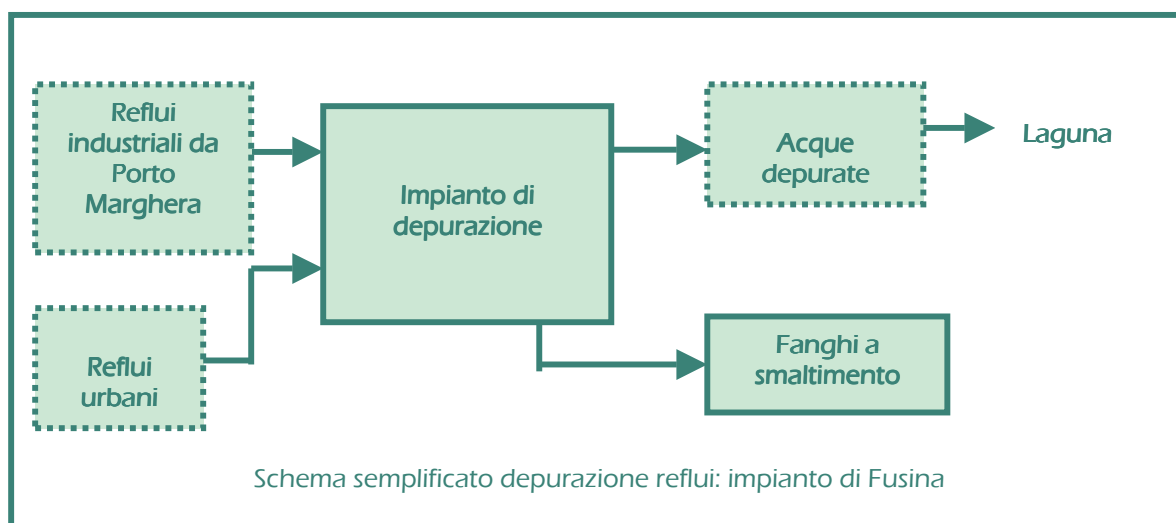 Reflui
industriali da
Porto
Marghera
Impianto di
depurazione
Acque
depurate
Laguna
Reflui
urbani
Fanghi a
smaltimento
Schema semplificato depurazione reflui: impianto di Fusina